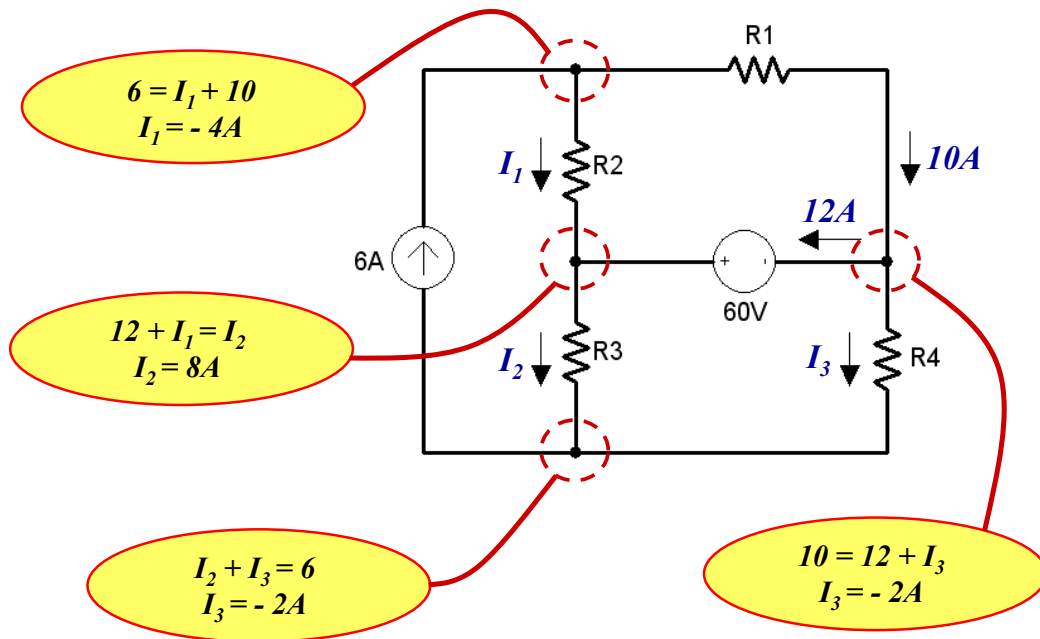 R1
6 = I₁ + 10
I₁ = - 4A
I₁
R2
10A
12A
6A
+ -
60V
12 + I₁ = I₂
I₂ = 8A
I₂
R3
I₃
R4
I₂ + I₃ = 6
I₃ = - 2A
10 = 12 + I₃
I₃ = - 2A